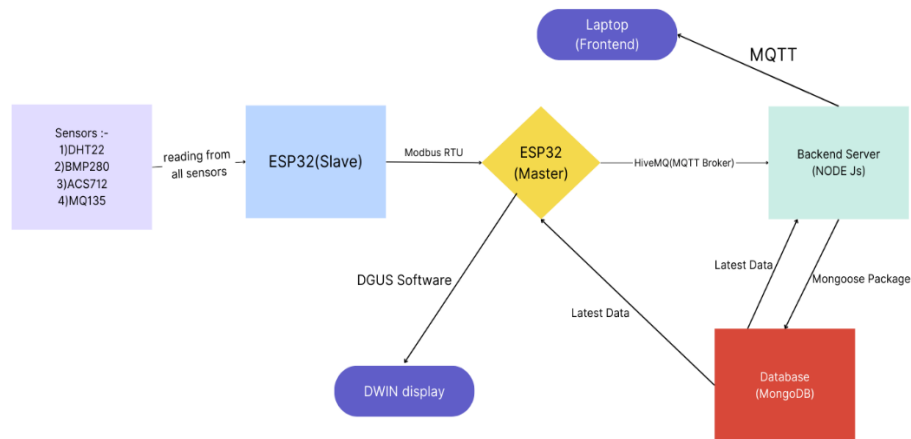 Laptop
(Frontend)
MQTT
Sensors :-
1)DHT22
2)BMP280
3)ACS712
4)MQ135
reading from
all sensors
ESP32(Slave)
Modbus RTU
ESP32
(Master)
HiveMQ(MQTT Broker)
Backend Server
(NODE Js)
DGUS Software
Latest Data
Mongoose Package
Latest Data
DWIN display
Database
(MongoDB)